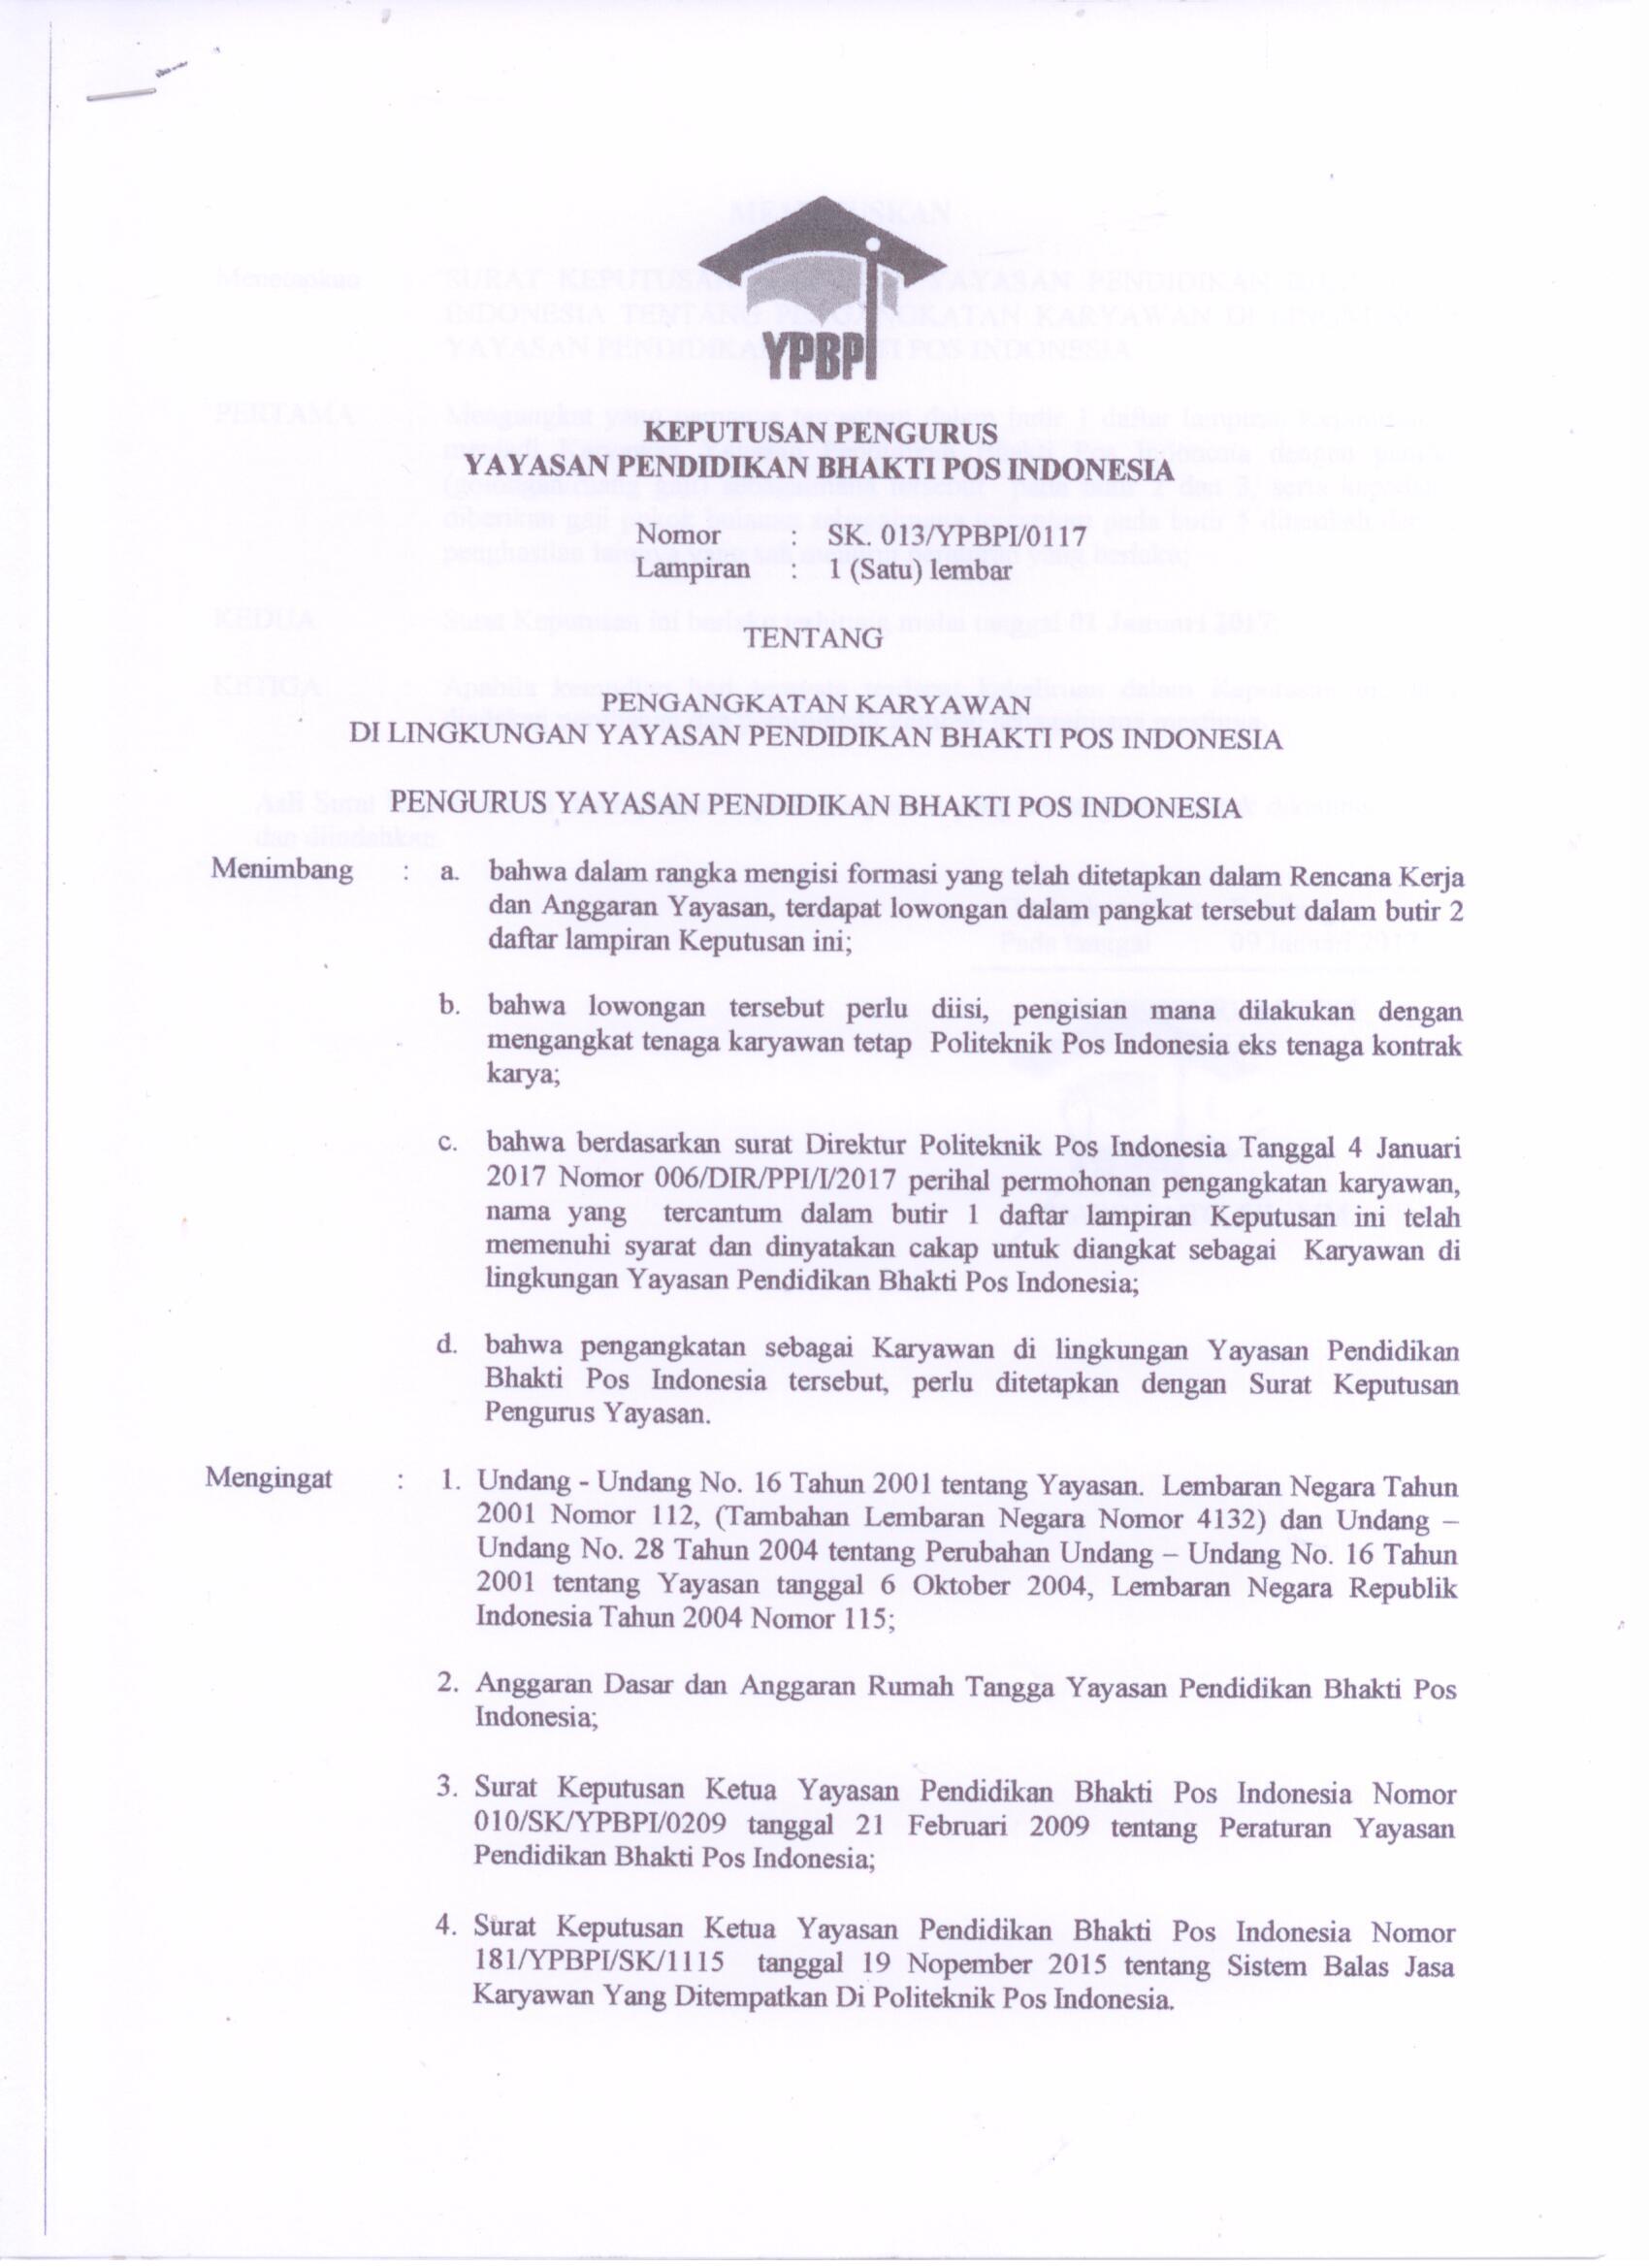 YPBPI
KEPUTUSAN PENGURUS
YAYASAN PENDIDIKAN BHAKTI POS INDONESIA
Nomor : SK. 013/YPBPI/0117
Lampiran : 1 (Satu) lembar
TENTANG
PENGANGKATAN KARYAWAN
DI LINGKUNGAN YAYASAN PENDIDIKAN BHAKTI POS INDONESIA
PENGURUS YAYASAN PENDIDIKAN BHAKTI POS INDONESIA
Menimbang : a. bahwa dalam rangka mengisi formasi yang telah ditetapkan dalam Rencana Kerja
dan Anggaran Yayasan, terdapat lowongan dalam pangkat tersebut dalam butir 2
daftar lampiran Keputusan ini;
b. bahwa lowongan tersebut perlu diisi, pengisian mana dilakukan dengan
mengangkat tenaga karyawan tetap Politeknik Pos Indonesia eks tenaga kontrak
karya;
c. bahwa berdasarkan surat Direktur Politeknik Pos Indonesia Tanggal 4 Januari
2017 Nomor 006/DIR/PPI/I/2017 perihal permohonan pengangkatan karyawan,
nama yang tercantum dalam butir 1 daftar lampiran Keputusan ini telah
memenuhi syarat dan dinyatakan cakap untuk diangkat sebagai Karyawan di
lingkungan Yayasan Pendidikan Bhakti Pos Indonesia;
d. bahwa pengangkatan sebagai Karyawan di lingkungan Yayasan Pendidikan
Bhakti Pos Indonesia tersebut, perlu ditetapkan dengan Surat Keputusan
Pengurus Yayasan.
Mengingat : 1. Undang - Undang No. 16 Tahun 2001 tentang Yayasan. Lembaran Negara Tahun
2001 Nomor 112, (Tambahan Lembaran Negara Nomor 4132) dan Undang –
Undang No. 28 Tahun 2004 tentang Perubahan Undang – Undang No. 16 Tahun
2001 tentang Yayasan tanggal 6 Oktober 2004, Lembaran Negara Republik
Indonesia Tahun 2004 Nomor 115;
2. Anggaran Dasar dan Anggaran Rumah Tangga Yayasan Pendidikan Bhakti Pos
Indonesia;
3. Surat Keputusan Ketua Yayasan Pendidikan Bhakti Pos Indonesia Nomor
010/SK/YPBPI/0209 tanggal 21 Februari 2009 tentang Peraturan Yayasan
Pendidikan Bhakti Pos Indonesia;
4. Surat Keputusan Ketua Yayasan Pendidikan Bhakti Pos Indonesia Nomor
181/YPBPI/SK/1115 tanggal 19 Nopember 2015 tentang Sistem Balas Jasa
Karyawan Yang Ditempatkan Di Politeknik Pos Indonesia.